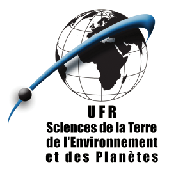 UFR
Sciences de la Terre
de l'Environnement
et des Planètes